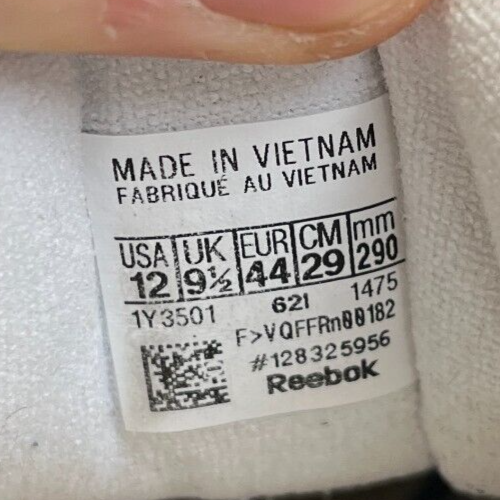 MADE IN VIETNAM
FABRIQUÉ AU VIETNAM
USA UK EUR CM mm
12 9½ 44 29 290
1Y3501 621 1475
F>VQFFRn00182
#128325956
Reebok